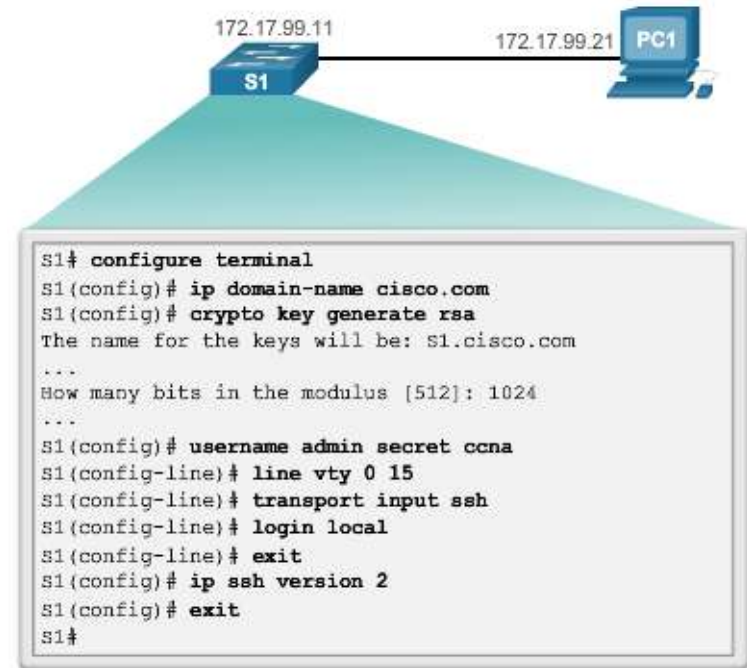 172.17.99.11
172.17.99.21
PC1
S1
S1# configure terminal
S1(config)# ip domain-name cisco.com
S1(config)# crypto key generate rsa
The name for the keys will be: S1.cisco.com
...
How many bits in the modulus [512]: 1024
...
S1(config)# username admin secret ccna
S1(config-line)# line vty 0 15
S1(config-line)# transport input ssh
S1(config-line)# login local
S1(config-line)# exit
S1(config)# ip ssh version 2
S1(config)# exit
S1#